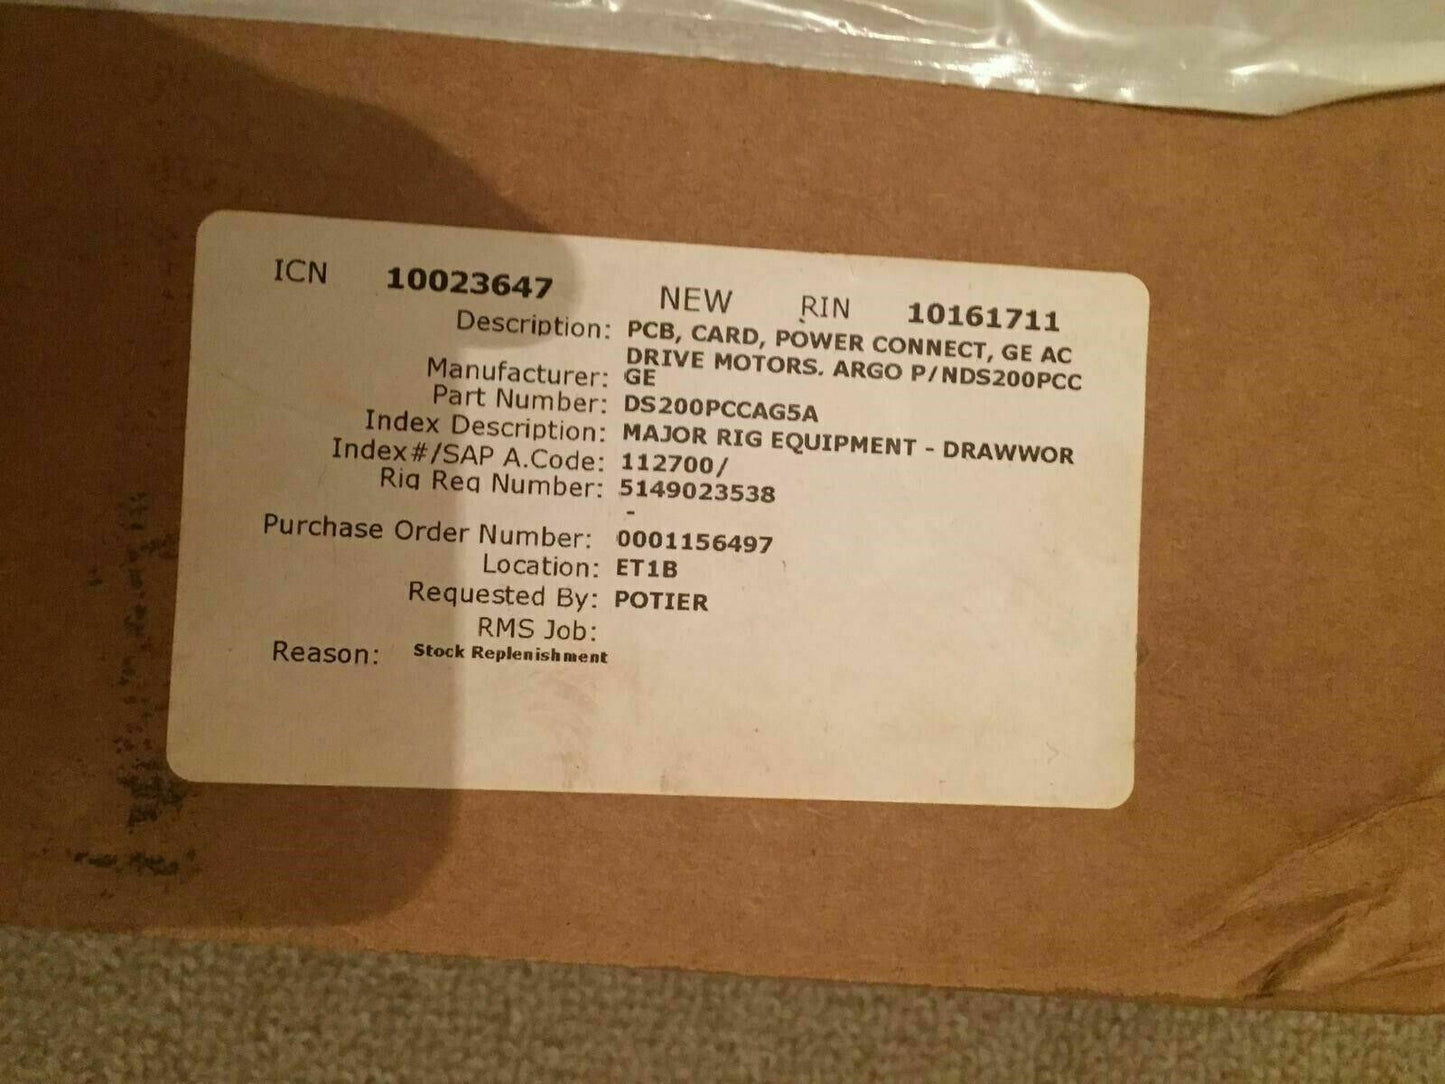 ICN 10023647 NEW RIN 10161711
Description: PCB, CARD, POWER CONNECT, GE AC
DRIVE MOTORS. ARGO P/NDS200PCC
Manufacturer: GE
Part Number: DS200PCCAG5A
Index Description: MAJOR RIG EQUIPMENT - DRAWWOR
Index#/SAP A.Code: 112700/
Rig Req Number: 5149023538
-
Purchase Order Number: 0001156497
Location: ET1B
Requested By: POTIER
RMS Job:
Reason: Stock Replenishment